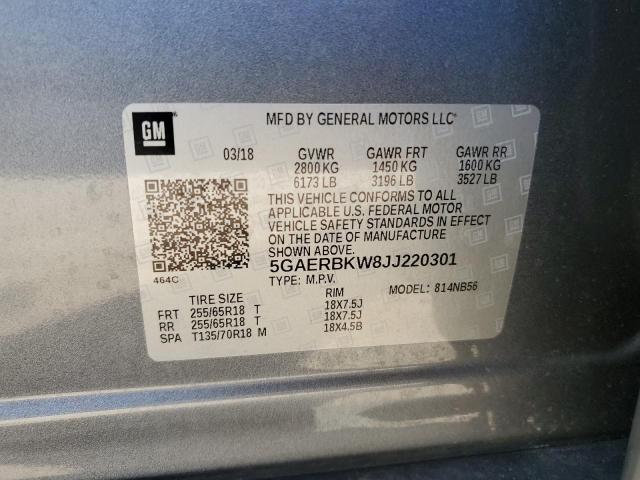 GM
MFD BY GENERAL MOTORS LLC
03/18 GVWR GAWR FRT GAWR RR
2800 KG 1450 KG 1600 KG
6173 LB 3196 LB 3527 LB
THIS VEHICLE CONFORMS TO ALL
APPLICABLE U.S. FEDERAL MOTOR
VEHICLE SAFETY STANDARDS IN EFFECT
ON THE DATE OF MANUFACTURE SHOWN
ABOVE.
5GAERBKW8JJ220301
464C TYPE: M.P.V. MODEL: 814NB56
TIRE SIZE RIM
FRT 255/65R18 T 18X7.5J
RR 255/65R18 T 18X7.5J
SPA T135/70R18 M 18X4.5B